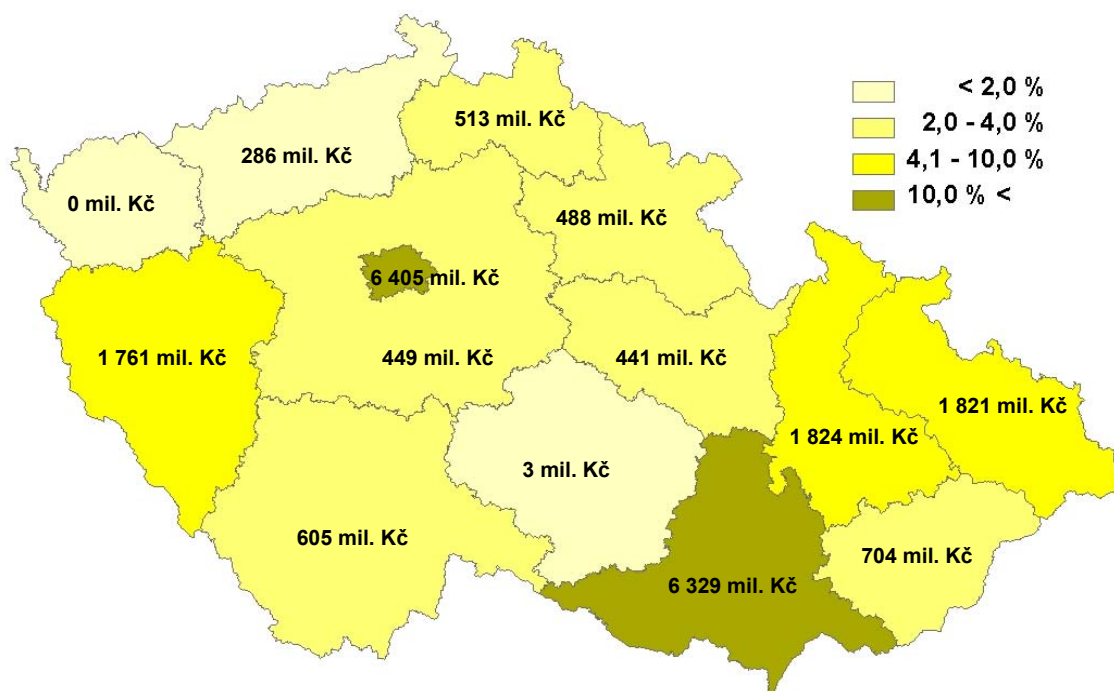 < 2,0 %
2,0 - 4,0 %
4,1 - 10,0 %
10,0 % <
513 mil. Kč
286 mil. Kč
0 mil. Kč
488 mil. Kč
6 405 mil. Kč
1 761 mil. Kč
449 mil. Kč
441 mil. Kč
1 821 mil. Kč
1 824 mil. Kč
3 mil. Kč
605 mil. Kč
704 mil. Kč
6 329 mil. Kč